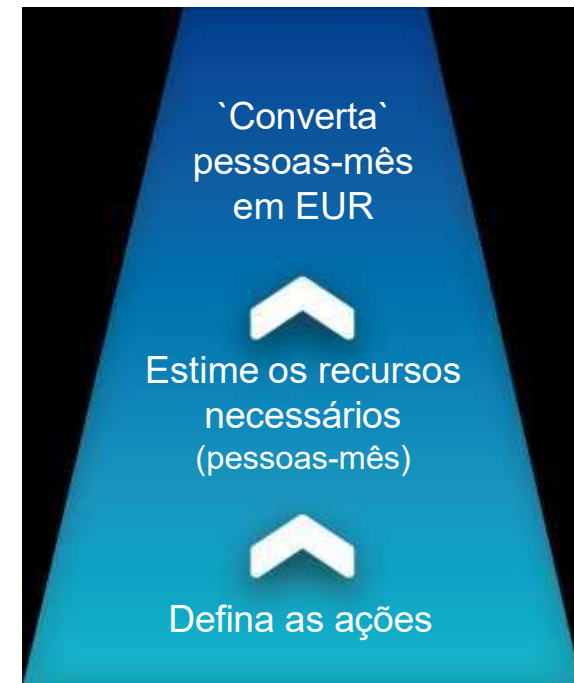 `Converta`
pessoas-mês
em EUR
Estime os recursos
necessários
(pessoas-mês)
Defina as ações